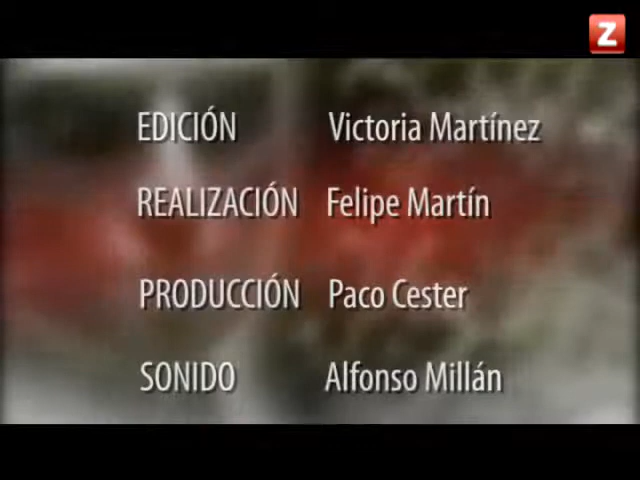 Z
EDICIÓN Victoria Martínez
REALIZACIÓN Felipe Martín
PRODUCCIÓN Paco Cester
SONIDO Alfonso Millán